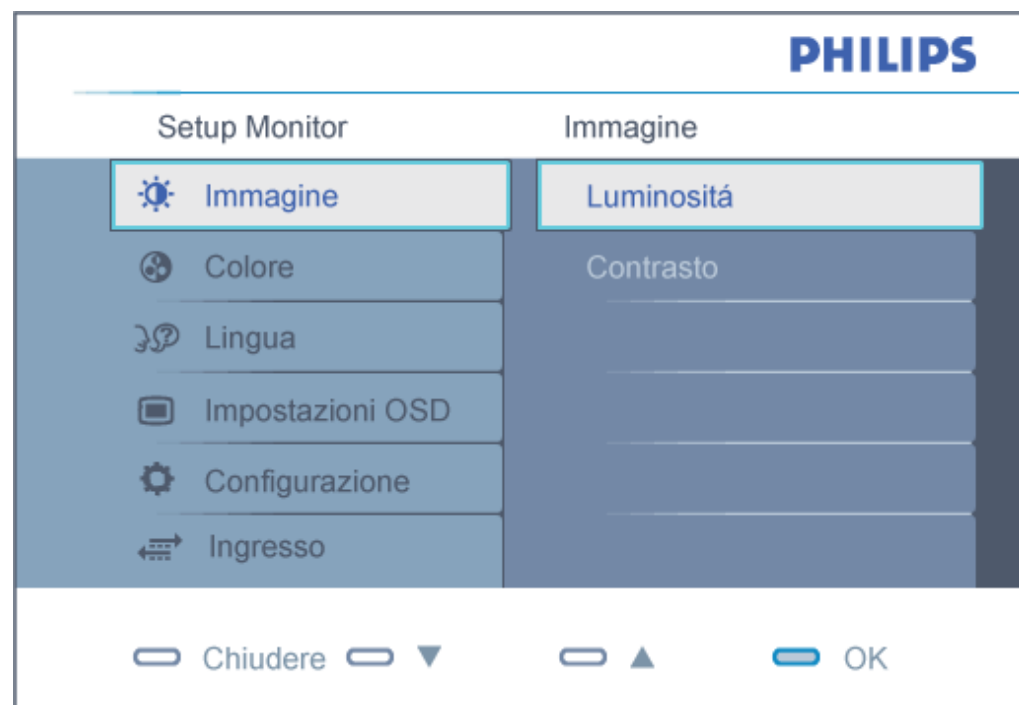 PHILIPS
Setup Monitor Immagine
Immagine Luminositá
Colore Contrasto
Lingua
Impostazioni OSD
Configurazione
Ingresso
Chiudere ▼ ▲ OK